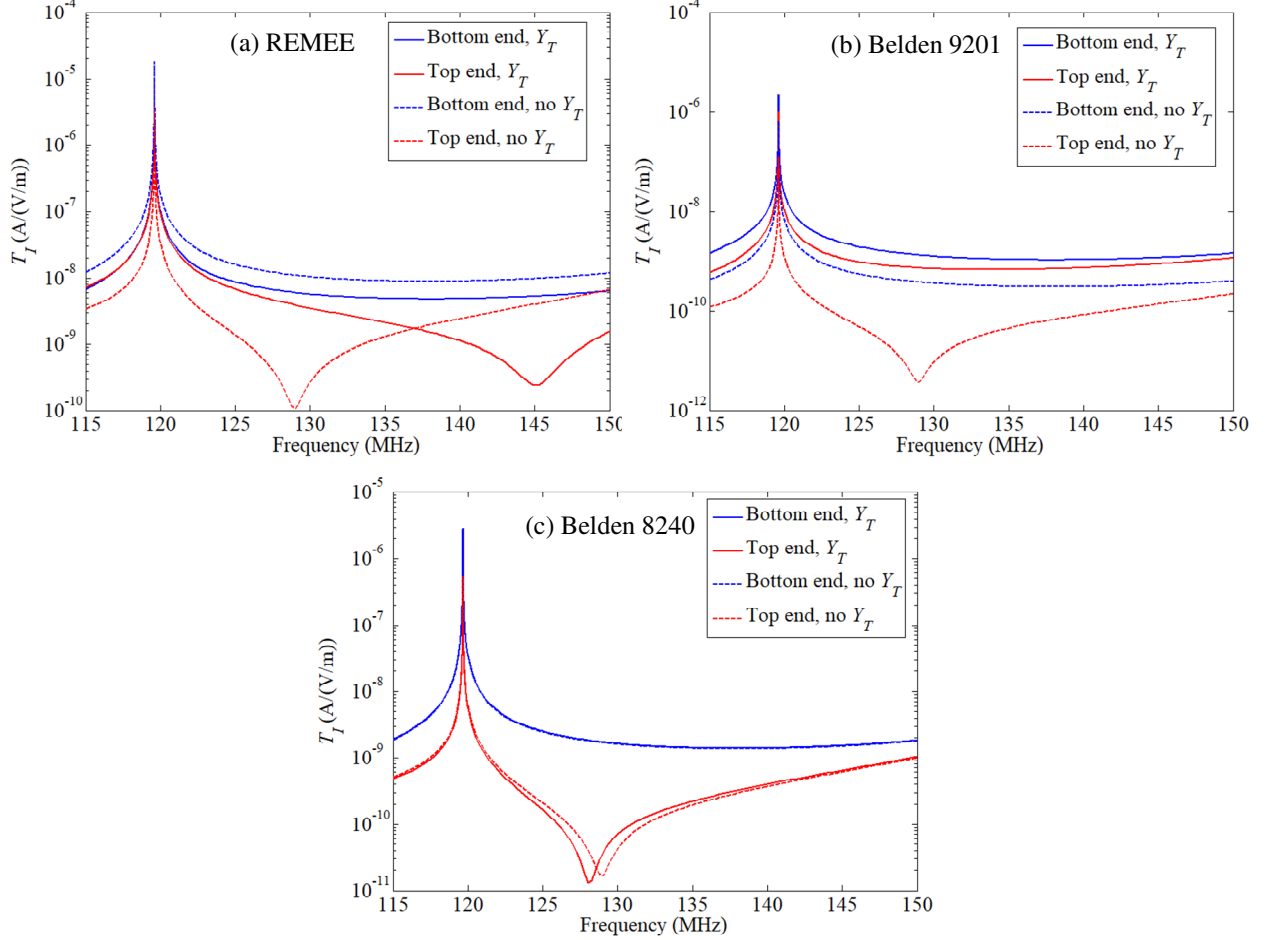 (a) REMEE
Bottom end, Y_T
Top end, Y_T
Bottom end, no Y_T
Top end, no Y_T
10^-4
10^-5
10^-6
10^-7
10^-8
10^-9
10^-10
T_I (A/(V/m))
115 120 125 130 135 140 145 150
Frequency (MHz)
(b) Belden 9201
Bottom end, Y_T
Top end, Y_T
Bottom end, no Y_T
Top end, no Y_T
10^-4
10^-6
10^-8
10^-10
10^-12
T_I (A/(V/m))
115 120 125 130 135 140 145 150
Frequency (MHz)
(c) Belden 8240
Bottom end, Y_T
Top end, Y_T
Bottom end, no Y_T
Top end, no Y_T
10^-5
10^-6
10^-7
10^-8
10^-9
10^-10
10^-11
T_I (A/(V/m))
115 120 125 130 135 140 145 150
Frequency (MHz)